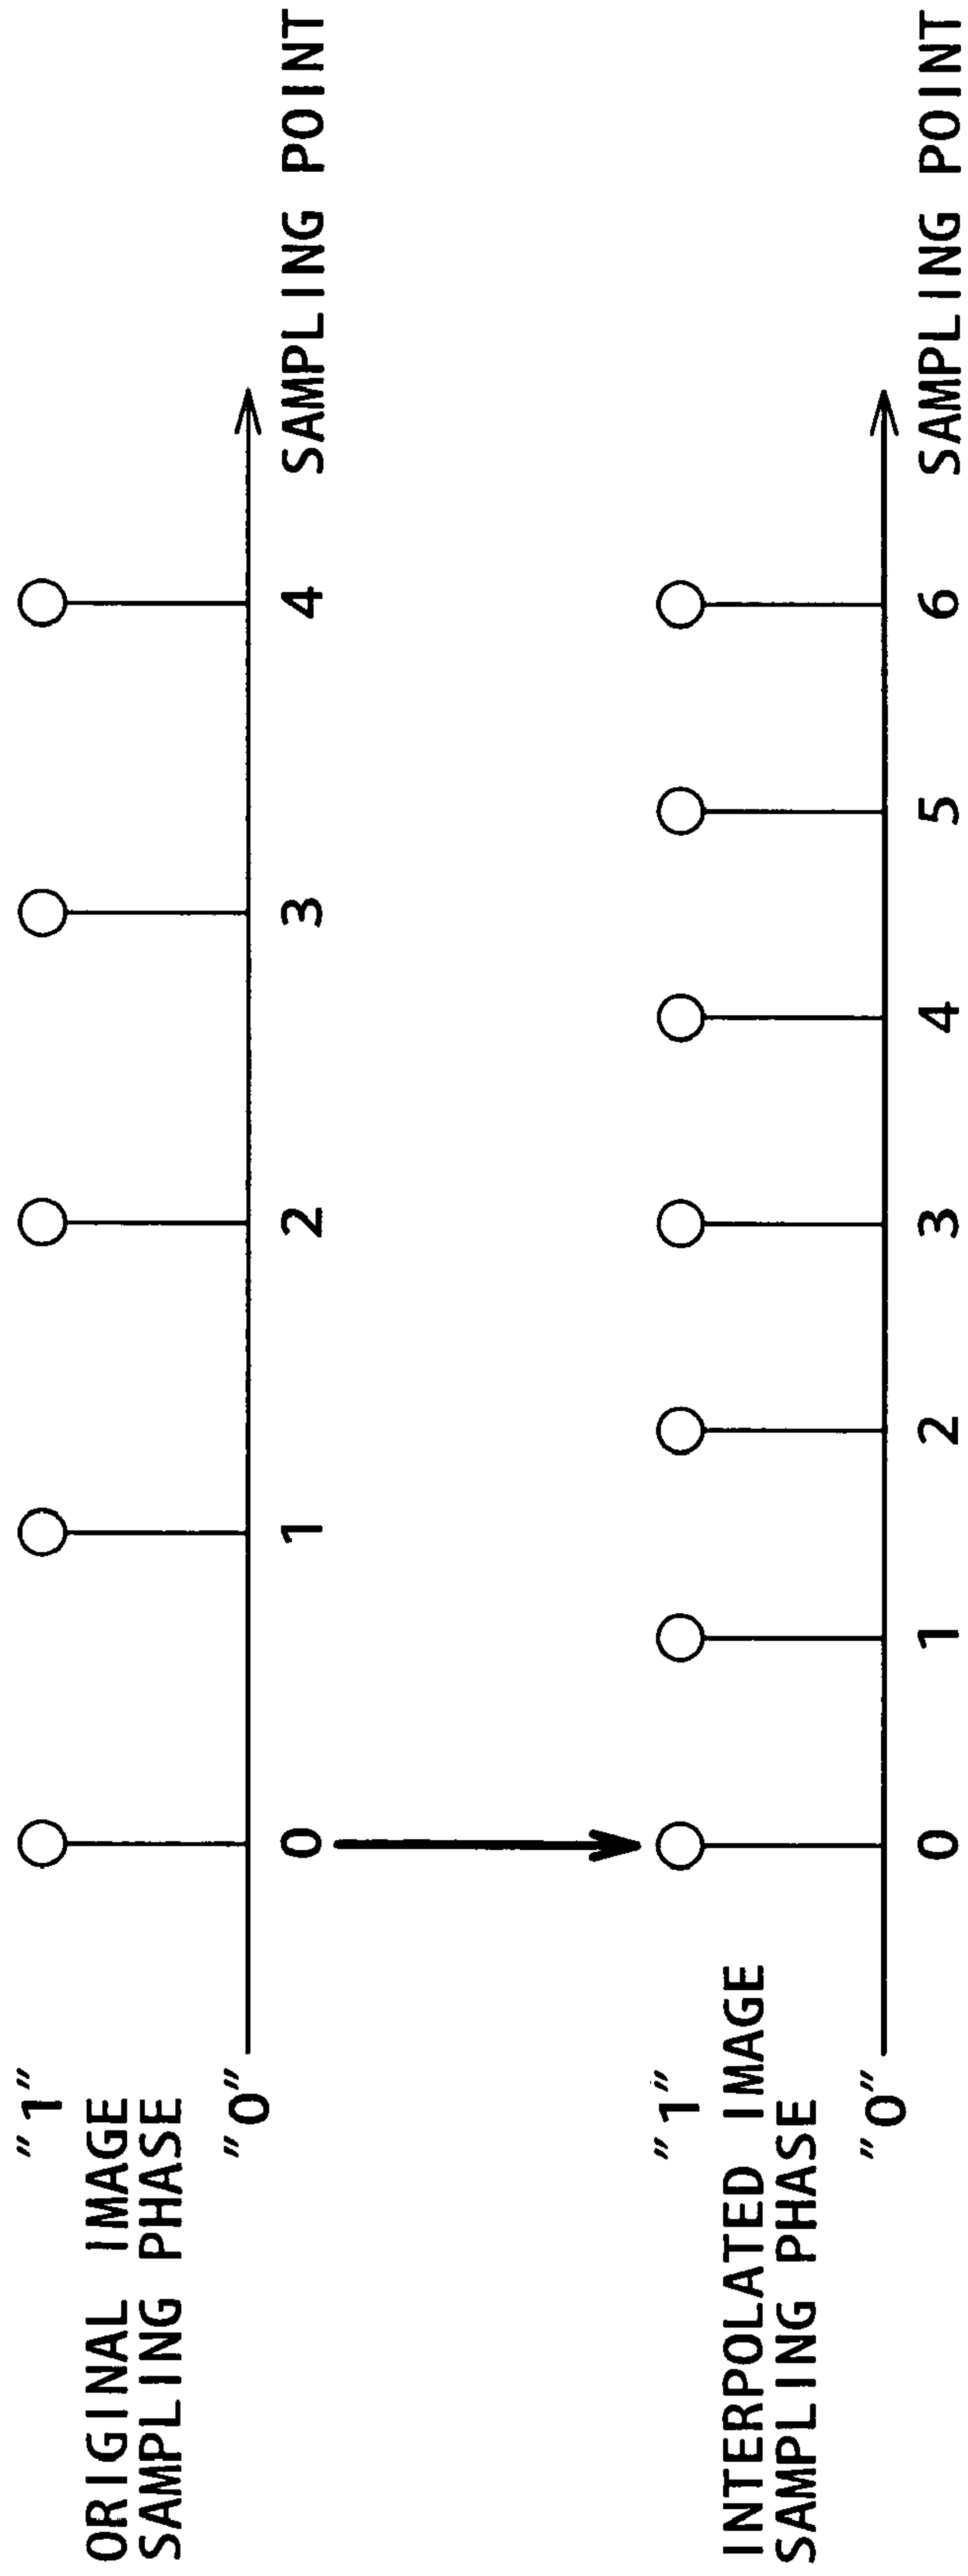 "1"
ORIGINAL IMAGE
SAMPLING PHASE
"0"
0 1 2 3 4
SAMPLING POINT
"1"
INTERPOLATED IMAGE
SAMPLING PHASE
"0"
0 1 2 3 4 5 6
SAMPLING POINT